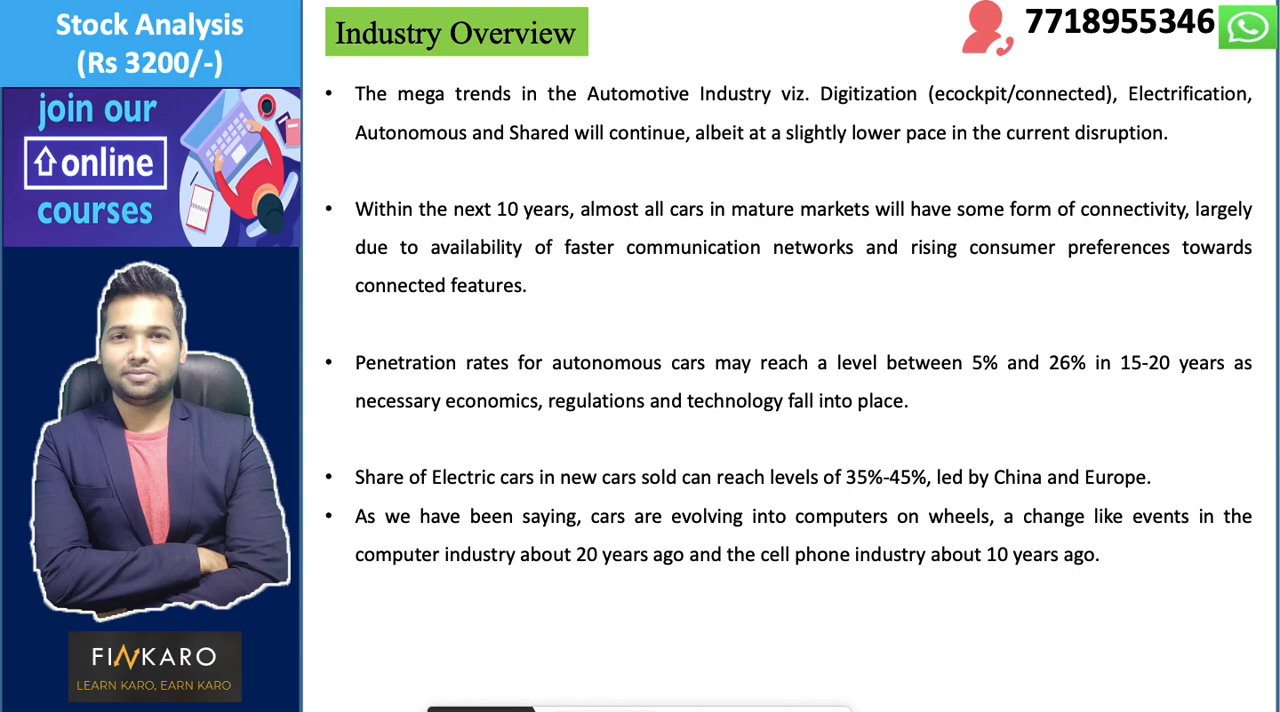 Stock Analysis
(Rs 3200/-)
join our
online
courses
FINKARO
LEARN KARO, EARN KARO
Industry Overview
7718955346
• The mega trends in the Automotive Industry viz. Digitization (ecockpit/connected), Electrification,
Autonomous and Shared will continue, albeit at a slightly lower pace in the current disruption.
• Within the next 10 years, almost all cars in mature markets will have some form of connectivity, largely
due to availability of faster communication networks and rising consumer preferences towards
connected features.
• Penetration rates for autonomous cars may reach a level between 5% and 26% in 15-20 years as
necessary economics, regulations and technology fall into place.
• Share of Electric cars in new cars sold can reach levels of 35%-45%, led by China and Europe.
• As we have been saying, cars are evolving into computers on wheels, a change like events in the
computer industry about 20 years ago and the cell phone industry about 10 years ago.